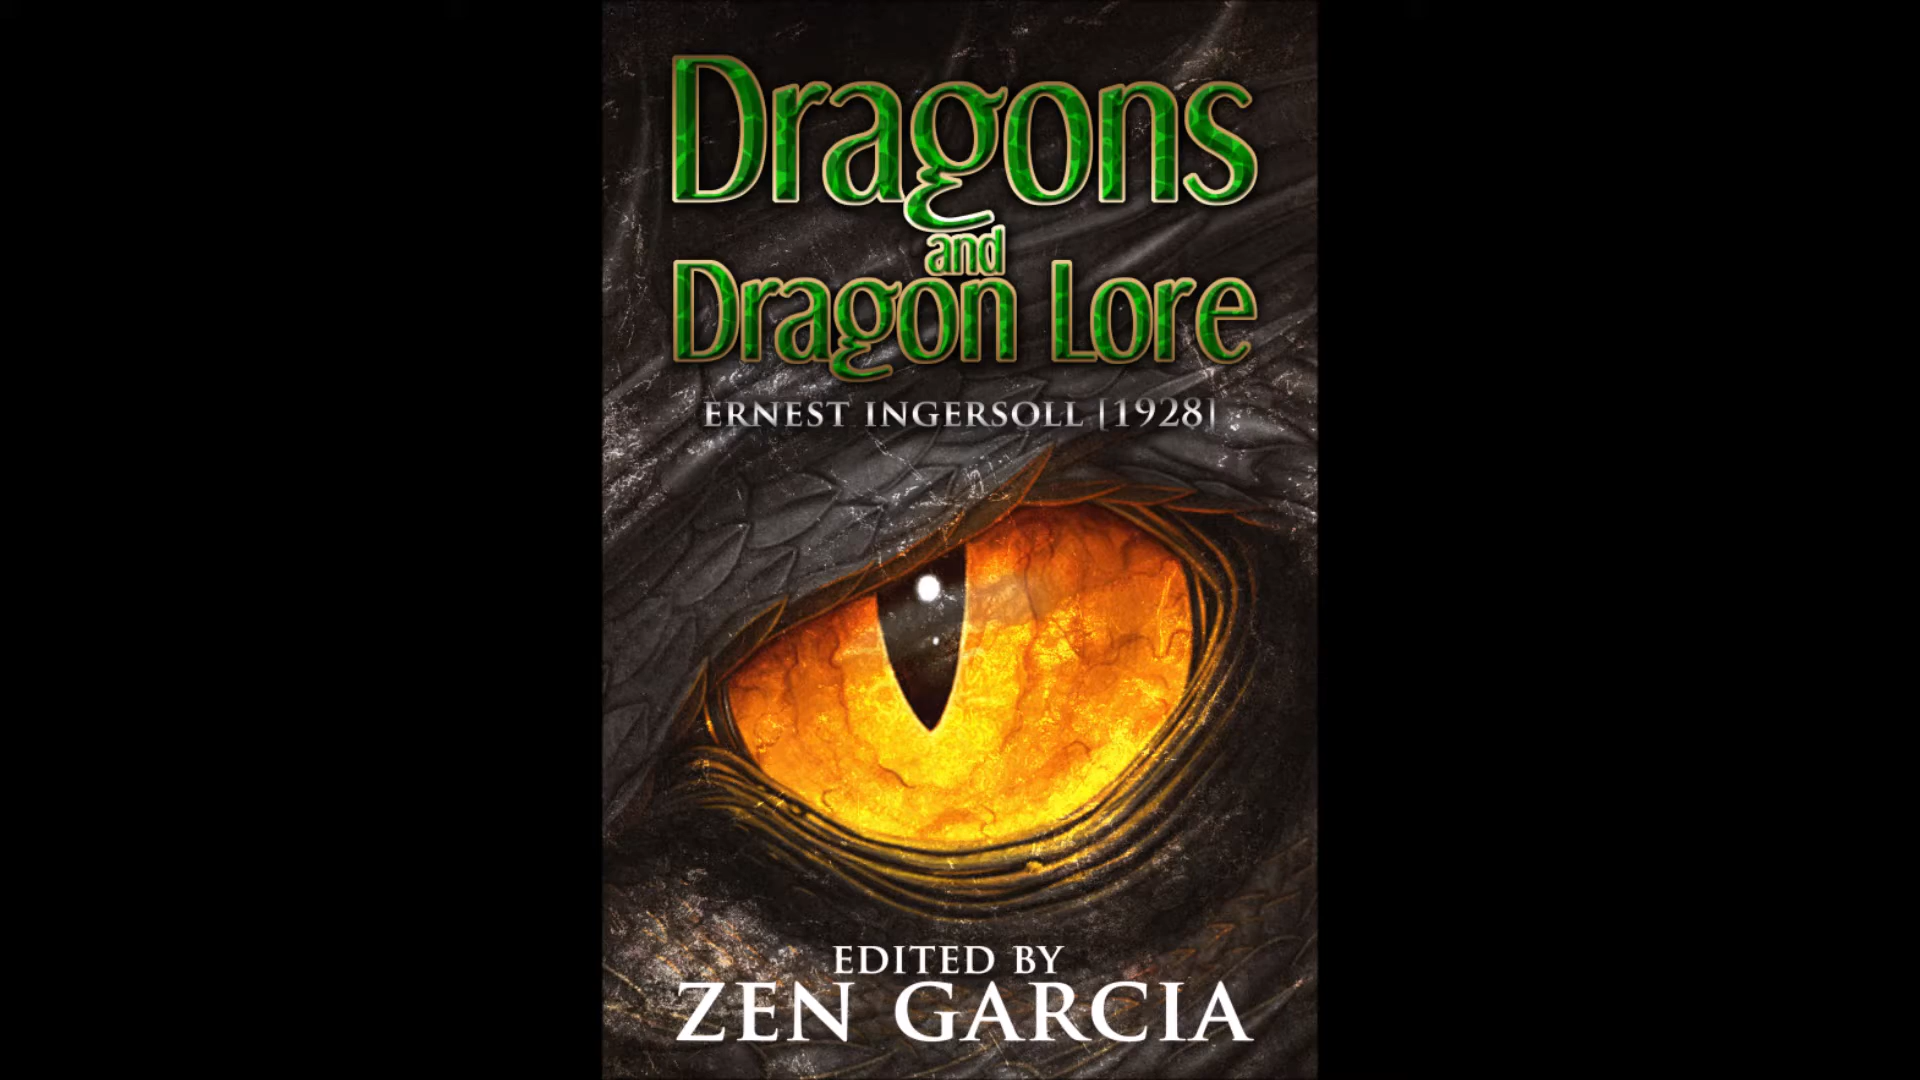 Dragons
and
Dragon Lore
ERNEST INGERSOLL [1928]
EDITED BY
ZEN GARCIA